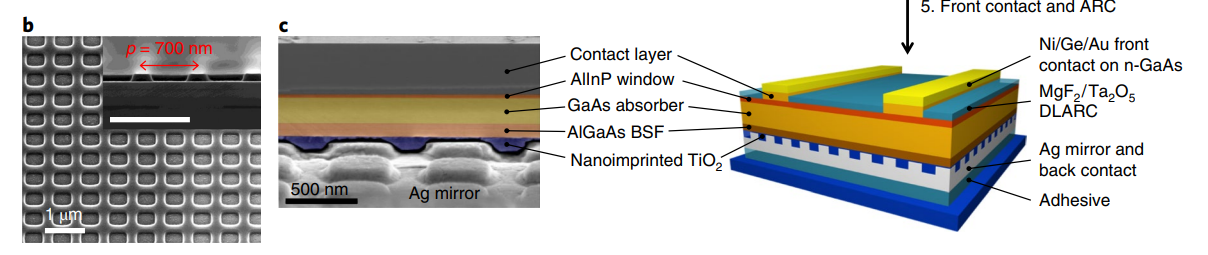 b
p = 700 nm
1 μm
c
500 nm
Ag mirror
Contact layer
AlInP window
GaAs absorber
AlGaAs BSF
Nanoimprinted TiO₂
5. Front contact and ARC
Ni/Ge/Au front
contact on n-GaAs
MgF₂/Ta₂O₅
DLARC
Ag mirror and
back contact
Adhesive